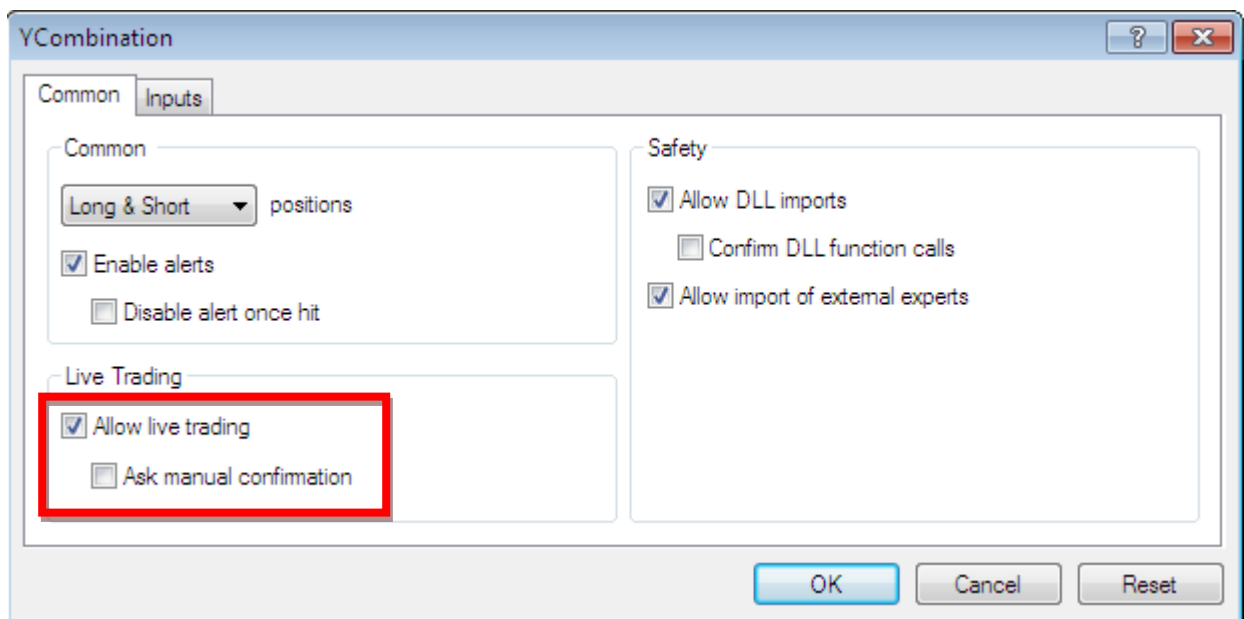 YCombination
Common
Inputs
Common
Long & Short
positions
Enable alerts
Disable alert once hit
Live Trading
Allow live trading
Ask manual confirmation
Safety
Allow DLL imports
Confirm DLL function calls
Allow import of external experts
OK
Cancel
Reset